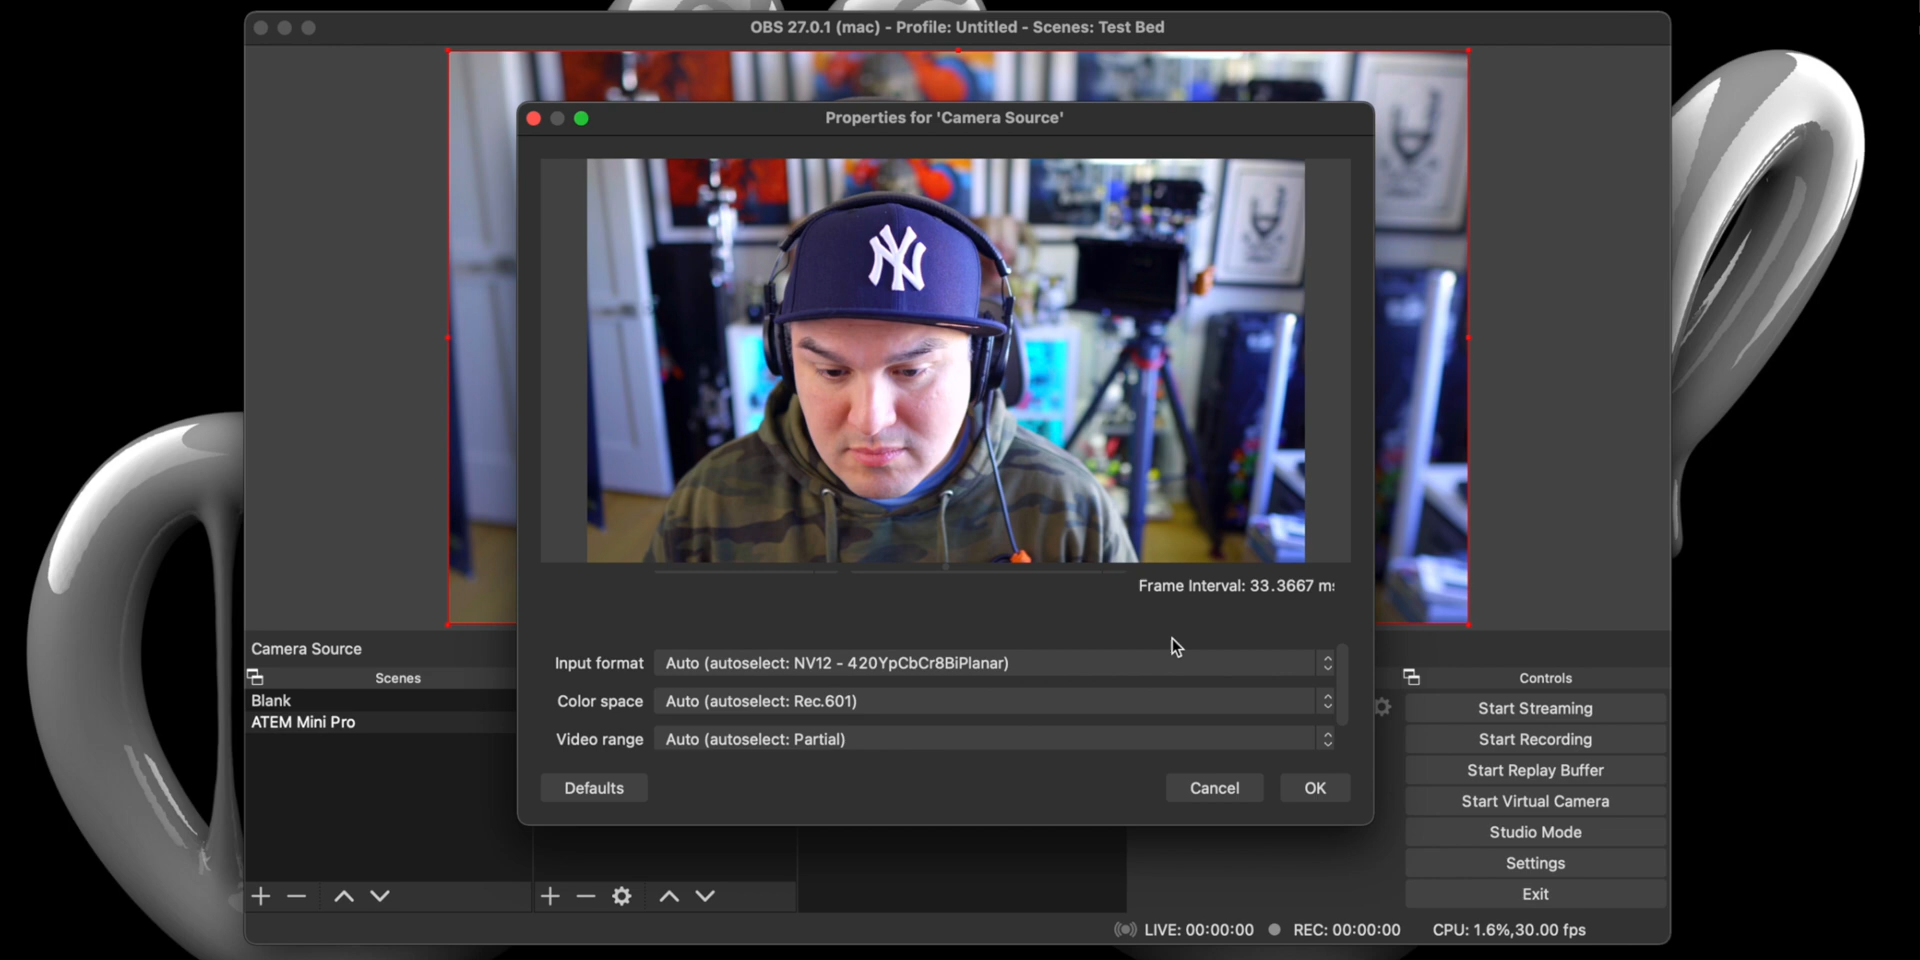 OBS 27.0.1 (mac) - Profile: Untitled - Scenes: Test Bed
Properties for 'Camera Source'
NY
Frame Interval: 33.3667 ms
Input format Auto (autoselect: NV12 - 420YpCbCr8BiPlanar)
Color space Auto (autoselect: Rec.601)
Video range Auto (autoselect: Partial)
Defaults Cancel OK
Camera Source
Scenes
Blank
ATEM Mini Pro
Controls
Start Streaming
Start Recording
Start Replay Buffer
Start Virtual Camera
Studio Mode
Settings
Exit
LIVE: 00:00:00 REC: 00:00:00 CPU: 1.6%,30.00 fps